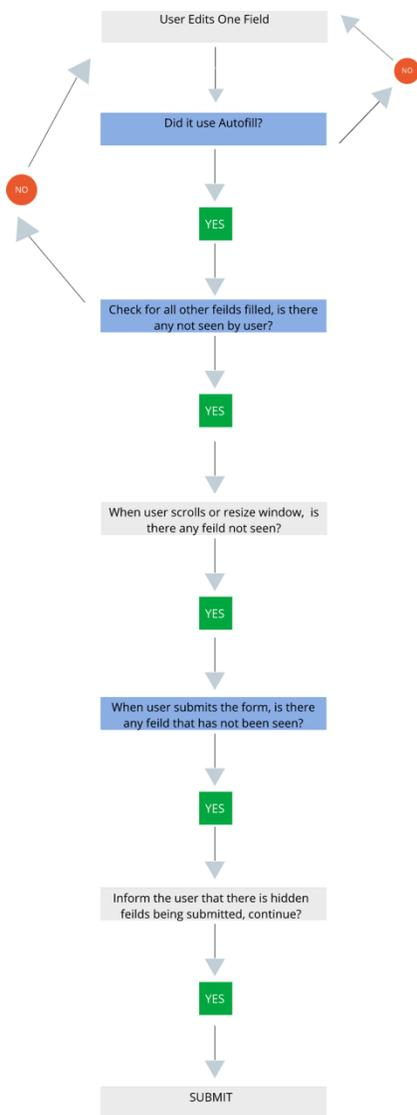 User Edits One Field
NO
Did it use Autofill?
NO
YES
Check for all other feilds filled, is there
any not seen by user?
YES
When user scrolls or resize window, is
there any feild not seen?
YES
When user submits the form, is there
any feild that has not been seen?
YES
Inform the user that there is hidden
feilds being submitted, continue?
YES
SUBMIT